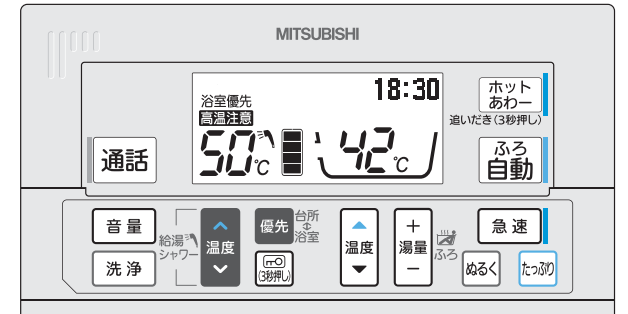 MITSUBISHI
18:30
浴室優先
高温注意
50℃
42℃
ホット
あわー
追いだき(3秒押し)
通話
ふろ
自動
音量
給湯
シャワー
温度
優先
台所
浴室
(3秒押し)
温度
+
湯量
−
ふろ
急速
洗浄
ぬるく
たっぷり